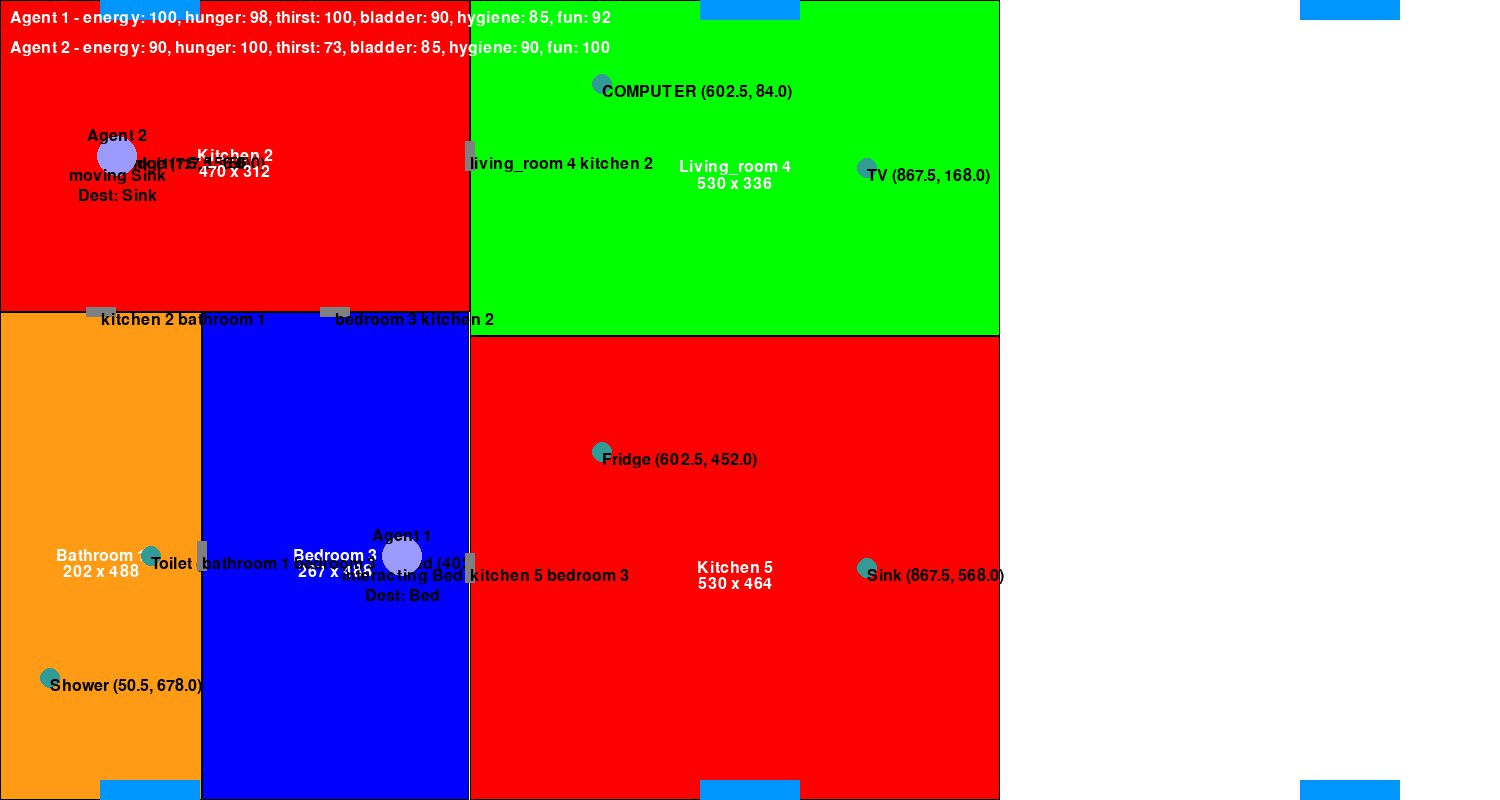 Agent 1 - energy: 100, hunger: 98, thirst: 100, bladder: 90, hygiene: 85, fun: 92
Agent 2 - energy: 90, hunger: 100, thirst: 73, bladder: 85, hygiene: 90, fun: 100
COMPUTER (602.5, 84.0)
Agent 2
Kitchen 2
470 x 312
living_room 4 kitchen 2
Living_room 4
530 x 336
TV (867.5, 168.0)
moving Sink
Dest: Sink
kitchen 2 bathroom 1
bedroom 3 kitchen 2
Fridge (602.5, 452.0)
Agent 1
Bathroom 1
202 x 488
Toilet
bathroom 1 bedroom 3
Bedroom 3
267 x 486
interacting Bed
Dest: Bed
kitchen 5 bedroom 3
Kitchen 5
530 x 464
Sink (867.5, 568.0)
Shower (50.5, 678.0)